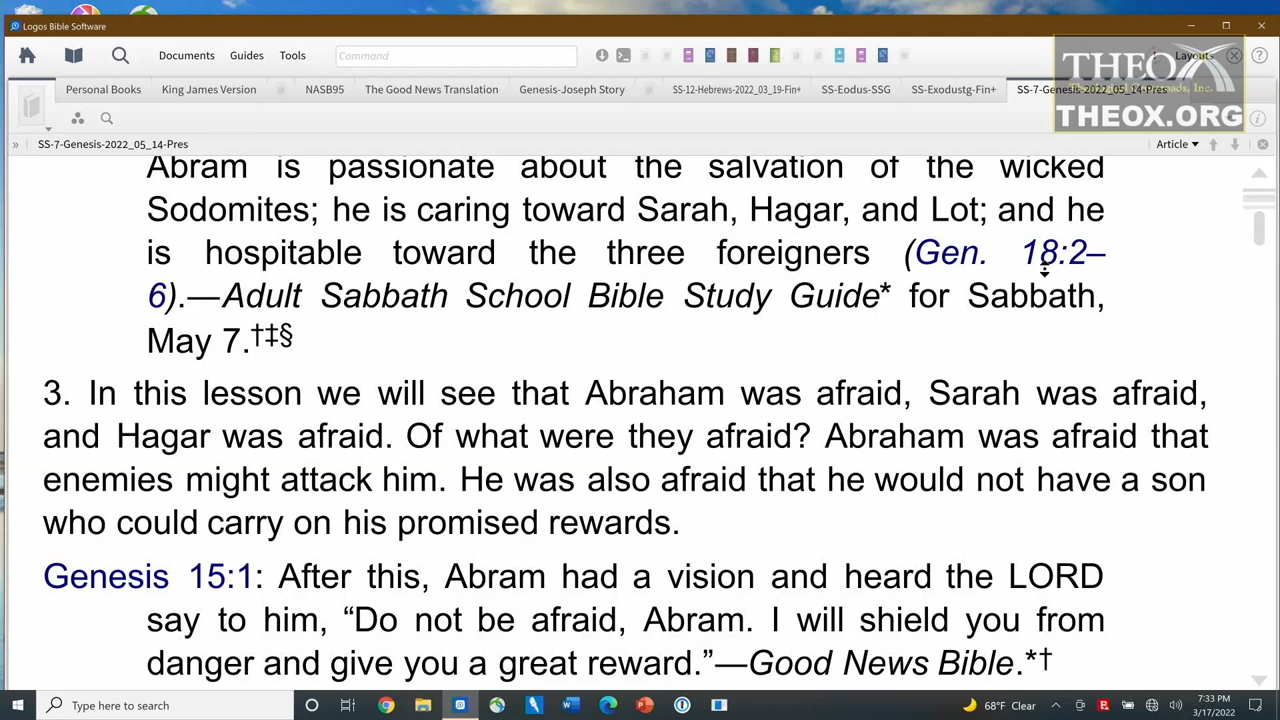 Logos Bible Software
Documents Guides Tools Command Layouts
THEOX
THEOX.ORG
Personal Books King James Version NASB95 The Good News Translation Genesis-Joseph Story SS-12-Hebrews-2022_03_19-Fin+ SS-Eodus-SSG SS-Exodustg-Fin+ SS-7-Genesis-2022_05_14-Pres
» SS-7-Genesis-2022_05_14-Pres Article
Abram is passionate about the salvation of the wicked
Sodomites; he is caring toward Sarah, Hagar, and Lot; and he
is hospitable toward the three foreigners (Gen. 18:2–
6).—Adult Sabbath School Bible Study Guide* for Sabbath,
May 7.†‡§
3. In this lesson we will see that Abraham was afraid, Sarah was afraid,
and Hagar was afraid. Of what were they afraid? Abraham was afraid that
enemies might attack him. He was also afraid that he would not have a son
who could carry on his promised rewards.
Genesis 15:1: After this, Abram had a vision and heard the LORD
say to him, “Do not be afraid, Abram. I will shield you from
danger and give you a great reward.”—Good News Bible.*†
Type here to search
68°F Clear
7:33 PM
3/17/2022